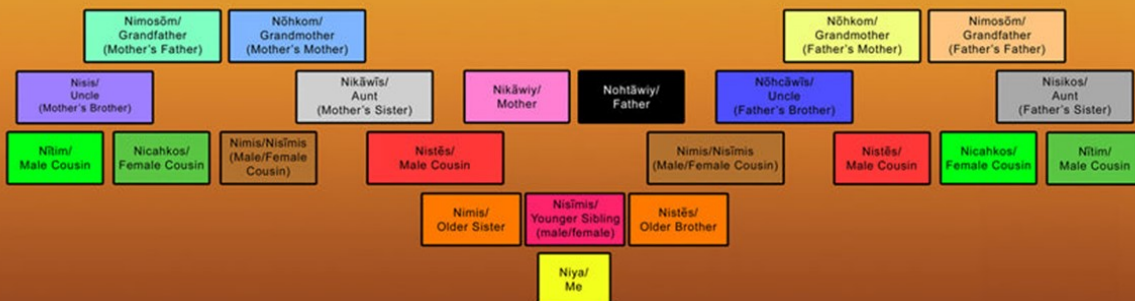 Nimosōm/
Grandfather
(Mother's Father)
Nōhkom/
Grandmother
(Mother's Mother)
Nōhkom/
Grandmother
(Father's Mother)
Nimosōm/
Grandfather
(Father's Father)
Nisis/
Uncle
(Mother's Brother)
Nikāwīs/
Aunt
(Mother's Sister)
Nikāwiy/
Mother
Nohtāwiy/
Father
Nōhcāwīs/
Uncle
(Father's Brother)
Nisikos/
Aunt
(Father's Sister)
Nītim/
Male Cousin
Nicahkos/
Female Cousin
Nimis/Nisīmis
(Male/Female
Cousin)
Nistēs/
Male Cousin
Nimis/Nisīmis
(Male/Female Cousin)
Nistēs/
Male Cousin
Nicahkos/
Female Cousin
Nītim/
Male Cousin
Nimis/
Older Sister
Nisīmis/
Younger Sibling
(male/female)
Nistēs/
Older Brother
Niya/
Me